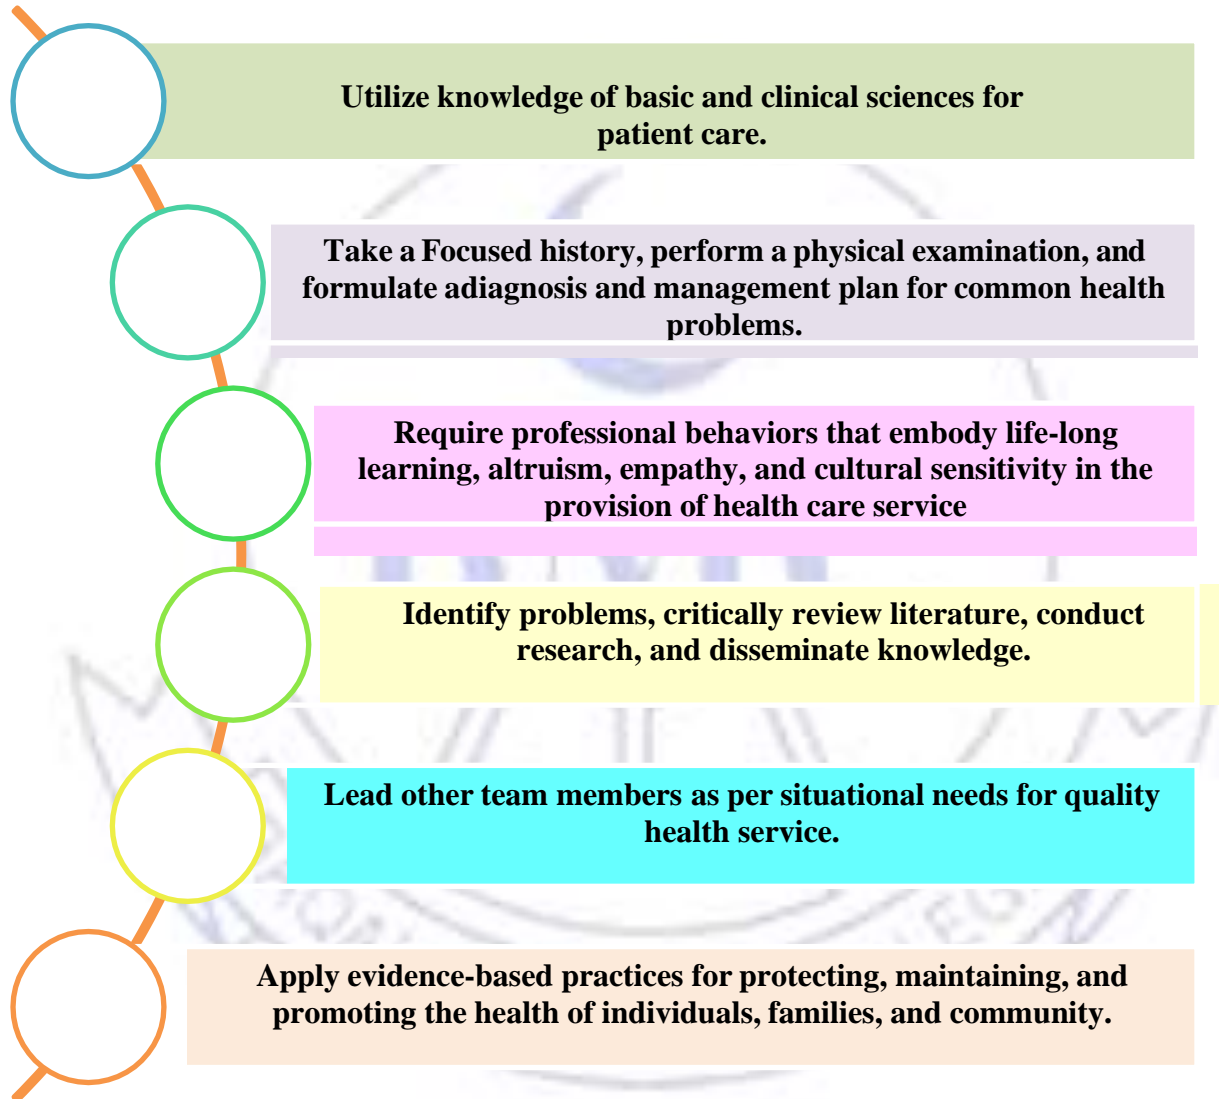 Utilize knowledge of basic and clinical sciences for
patient care.
Take a Focused history, perform a physical examination, and
formulate adiagnosis and management plan for common health
problems.
Require professional behaviors that embody life-long
learning, altruism, empathy, and cultural sensitivity in the
provision of health care service
Identify problems, critically review literature, conduct
research, and disseminate knowledge.
Lead other team members as per situational needs for quality
health service.
Apply evidence-based practices for protecting, maintaining, and
promoting the health of individuals, families, and community.